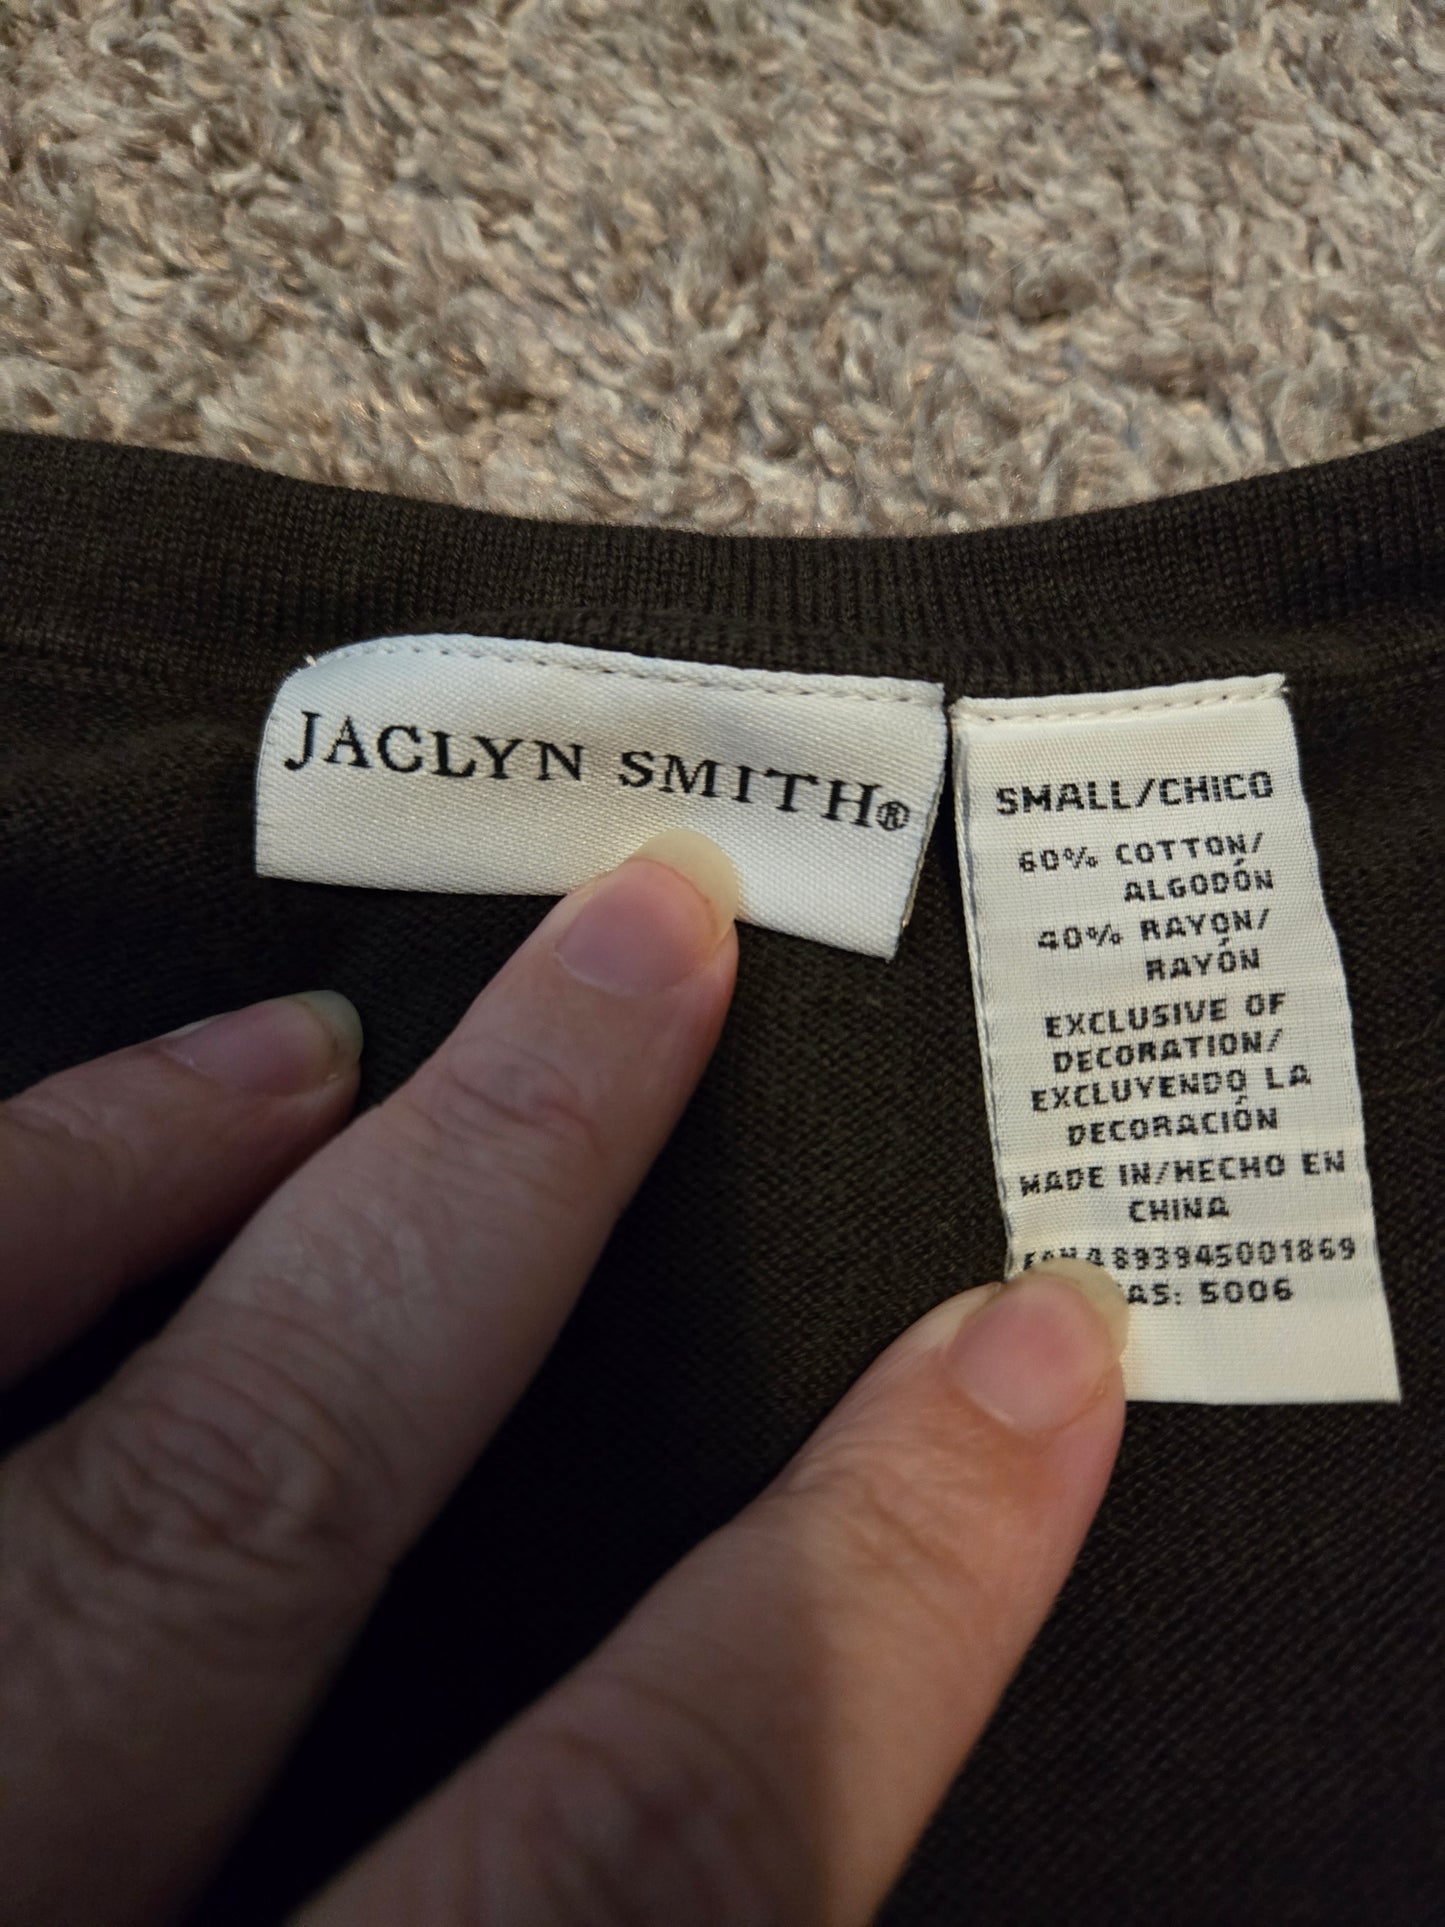 JACLYN SMITH®
SMALL/CHICO
60% COTTON/
ALGODÓN
40% RAYON/
RAYÓN
EXCLUSIVE OF
DECORATION/
EXCLUYENDO LA
DECORACIÓN
MADE IN/HECHO EN
CHINA
893945001869
5006